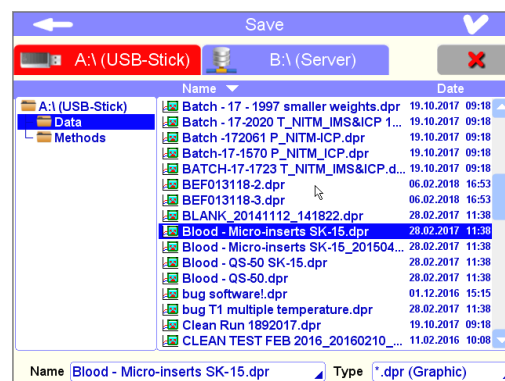 Save
A:\ (USB-Stick) B:\ (Server)
Name Date
A:\ (USB-Stick)
Data
Methods
Batch - 17 - 1997 smaller weights.dpr 19.10.2017 09:18
Batch - 17-2020 T_NITM_IMS&ICP 1... 19.10.2017 09:18
Batch -172061 P_NITM-ICP.dpr 19.10.2017 09:18
Batch-17-1570 P_NITM_ICP.dpr 19.10.2017 09:18
BATCH-17-1723 T_NITM_IMS&ICP.d... 19.10.2017 09:18
BEF013118-2.dpr 06.02.2018 16:53
BEF013118-3.dpr 06.02.2018 16:53
BLANK_20141112_141822.dpr 28.02.2017 11:38
Blood - Micro-inserts SK-15.dpr 28.02.2017 11:38
Blood - Micro-inserts SK-15_201504... 28.02.2017 11:38
Blood - QS-50 SK-15.dpr 28.02.2017 11:38
Blood - QS-50.dpr 28.02.2017 11:38
bug software!.dpr 01.12.2016 15:15
bug T1 multiple temperature.dpr 28.02.2017 11:38
Clean Run 1892017.dpr 19.10.2017 09:18
CLEAN TEST FEB 2016_20160210_... 11.02.2016 10:08
Name Blood - Micro-inserts SK-15.dpr Type *.dpr (Graphic)